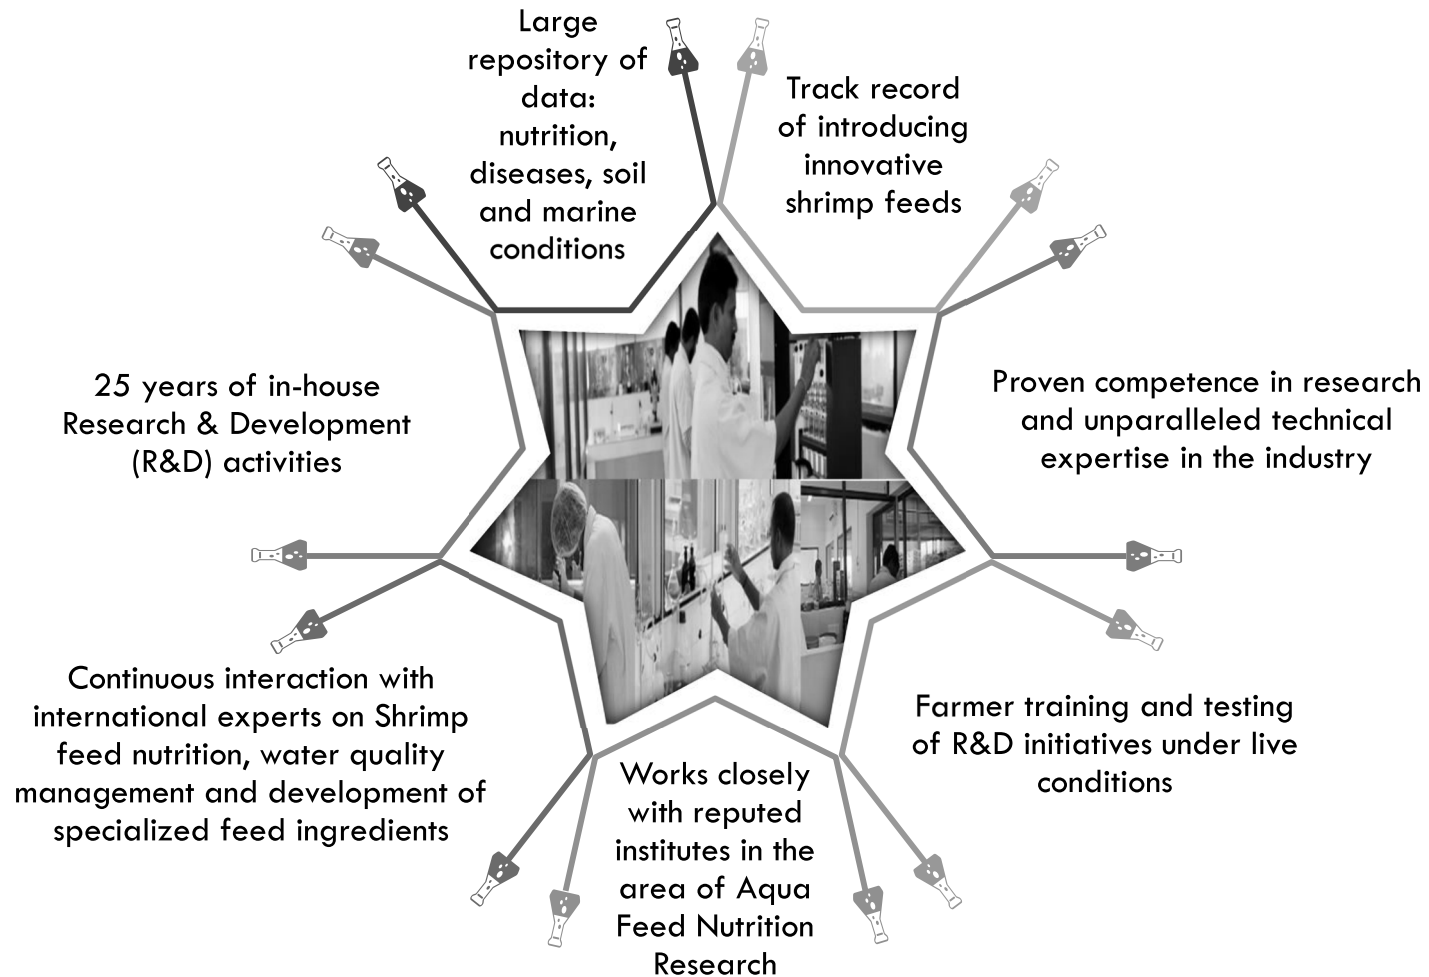 Large
repository of
data:
nutrition,
diseases, soil
and marine
conditions
Track record
of introducing
innovative
shrimp feeds
25 years of in-house
Research & Development
(R&D) activities
Proven competence in research
and unparalleled technical
expertise in the industry
Continuous interaction with
international experts on Shrimp
feed nutrition, water quality
management and development of
specialized feed ingredients
Farmer training and testing
of R&D initiatives under live
conditions
Works closely
with reputed
institutes in the
area of Aqua
Feed Nutrition
Research